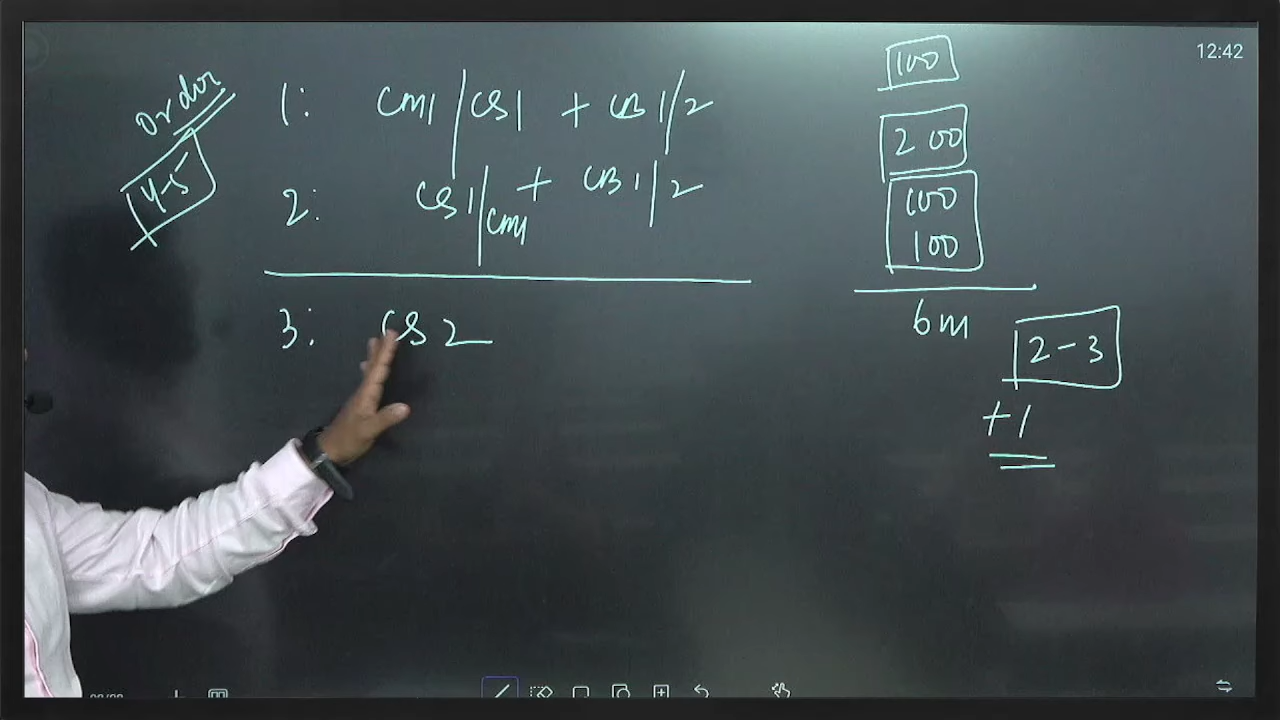 12:42
order
4-5
1: CM1 / CS1 + CB1/2
2: CS1/CM1 + CB1/2
3: CS2
100
200
100
100
6m
2-3
+1